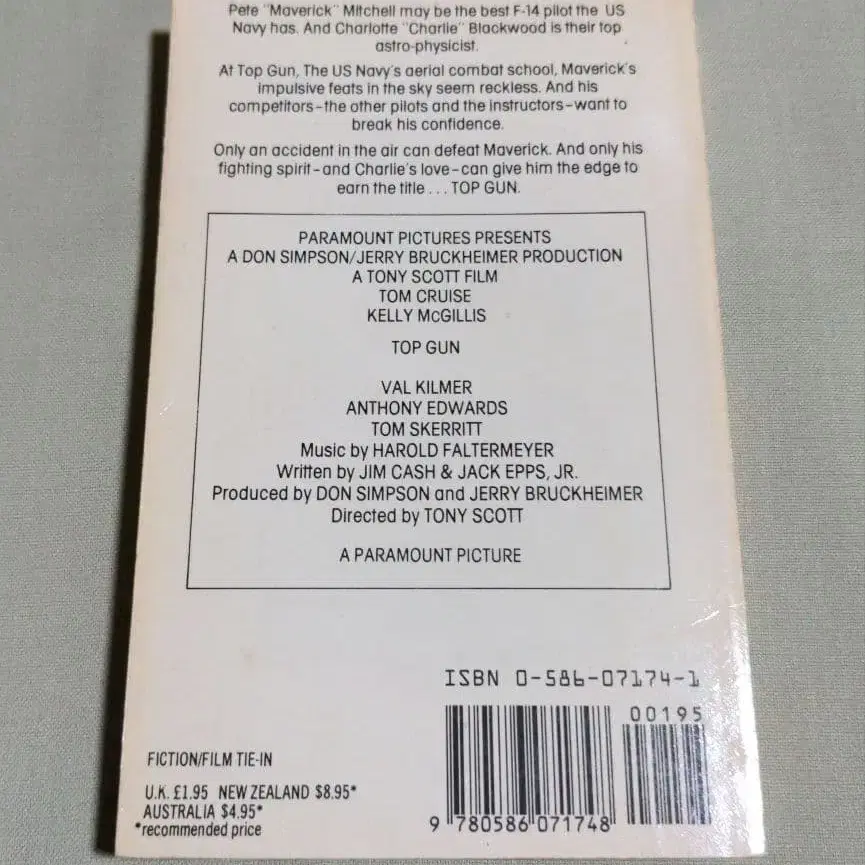 Pete "Maverick" Mitchell may be the best F-14 pilot the US
Navy has. And Charlotte "Charlie" Blackwood is their top
astro-physicist.
At Top Gun, The US Navy's aerial combat school, Maverick's
impulsive feats in the sky seem reckless. And his
competitors–the other pilots and the instructors–want to
break his confidence.
Only an accident in the air can defeat Maverick. And only his
fighting spirit–and Charlie's love–can give him the edge to
earn the title . . . TOP GUN.
PARAMOUNT PICTURES PRESENTS
A DON SIMPSON/JERRY BRUCKHEIMER PRODUCTION
A TONY SCOTT FILM
TOM CRUISE
KELLY McGILLIS
TOP GUN
VAL KILMER
ANTHONY EDWARDS
TOM SKERRITT
Music by HAROLD FALTERMEYER
Written by JIM CASH & JACK EPPS, JR.
Produced by DON SIMPSON and JERRY BRUCKHEIMER
Directed by TONY SCOTT
A PARAMOUNT PICTURE
ISBN 0-586-07174-1
00195
FICTION/FILM TIE-IN
U.K. £1.95 NEW ZEALAND $8.95*
AUSTRALIA $4.95*
*recommended price
9 780586 071748